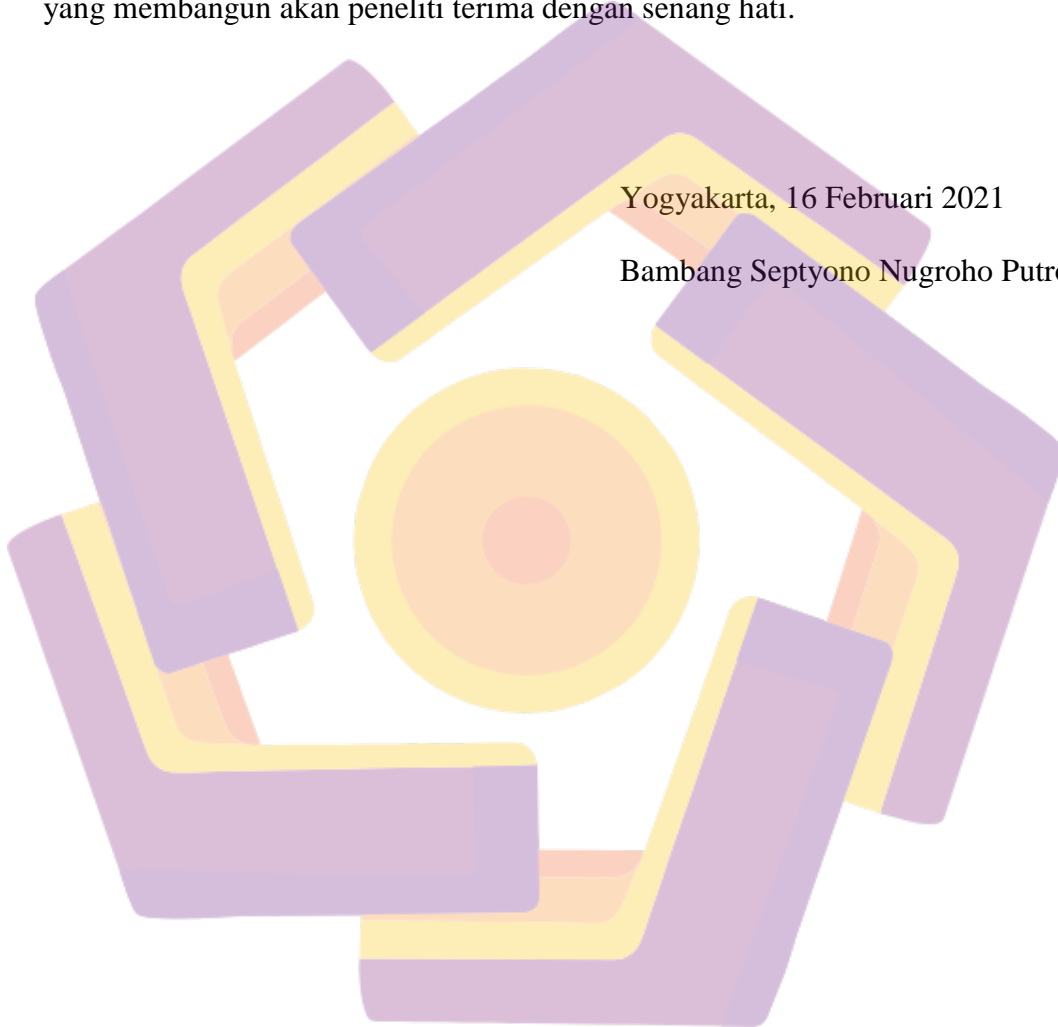 yang membangun akan peneliti terima dengan senang hati.
Yogyakarta, 16 Februari 2021
Bambang Septyono Nugroho Putro